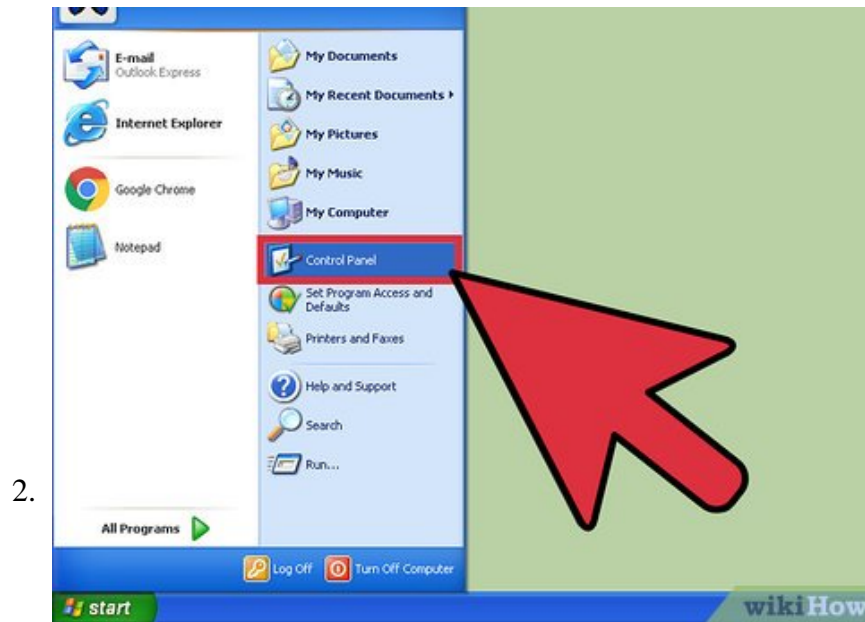 E-mail
Outlook Express
Internet Explorer
Google Chrome
Notepad
All Programs
My Documents
My Recent Documents
My Pictures
My Music
My Computer
Control Panel
Set Program Access and
Defaults
Printers and Faxes
Help and Support
Search
Run...
2.
Log Off
Turn Off Computer
start
wikiHow